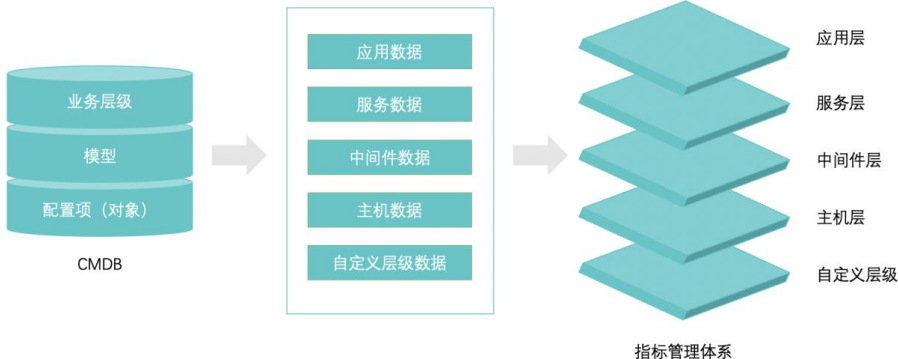 业务层级
模型
配置项（对象）
CMDB
应用数据
服务数据
中间件数据
主机数据
自定义层级数据
应用层
服务层
中间件层
主机层
自定义层级
指标管理体系